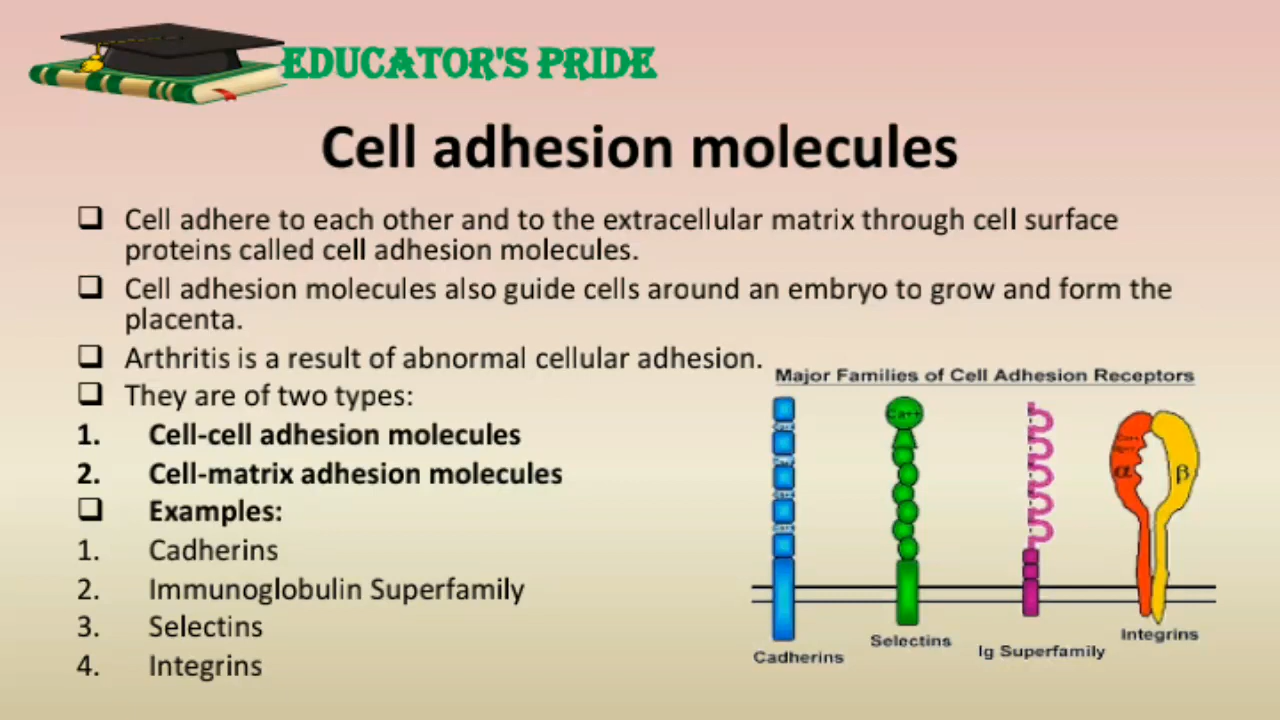 EDUCATOR'S PRIDE
Cell adhesion molecules
❑ Cell adhere to each other and to the extracellular matrix through cell surface
proteins called cell adhesion molecules.
❑ Cell adhesion molecules also guide cells around an embryo to grow and form the
placenta.
❑ Arthritis is a result of abnormal cellular adhesion.
❑ They are of two types:
1. Cell-cell adhesion molecules
2. Cell-matrix adhesion molecules
❑ Examples:
1. Cadherins
2. Immunoglobulin Superfamily
3. Selectins
4. Integrins
Major Families of Cell Adhesion Receptors
Ca++
α
β
Cadherins
Selectins
Ig Superfamily
Integrins